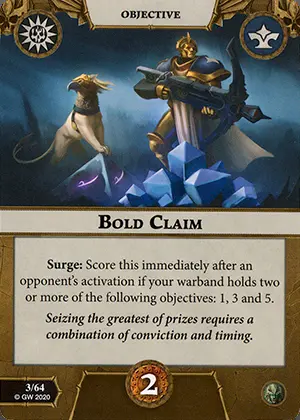 OBJECTIVE
BOLD CLAIM
Surge: Score this immediately after an
opponent's activation if your warband holds two
or more of the following objectives: 1, 3 and 5.
Seizing the greatest of prizes requires a
combination of conviction and timing.
3/64
© GW 2020
2